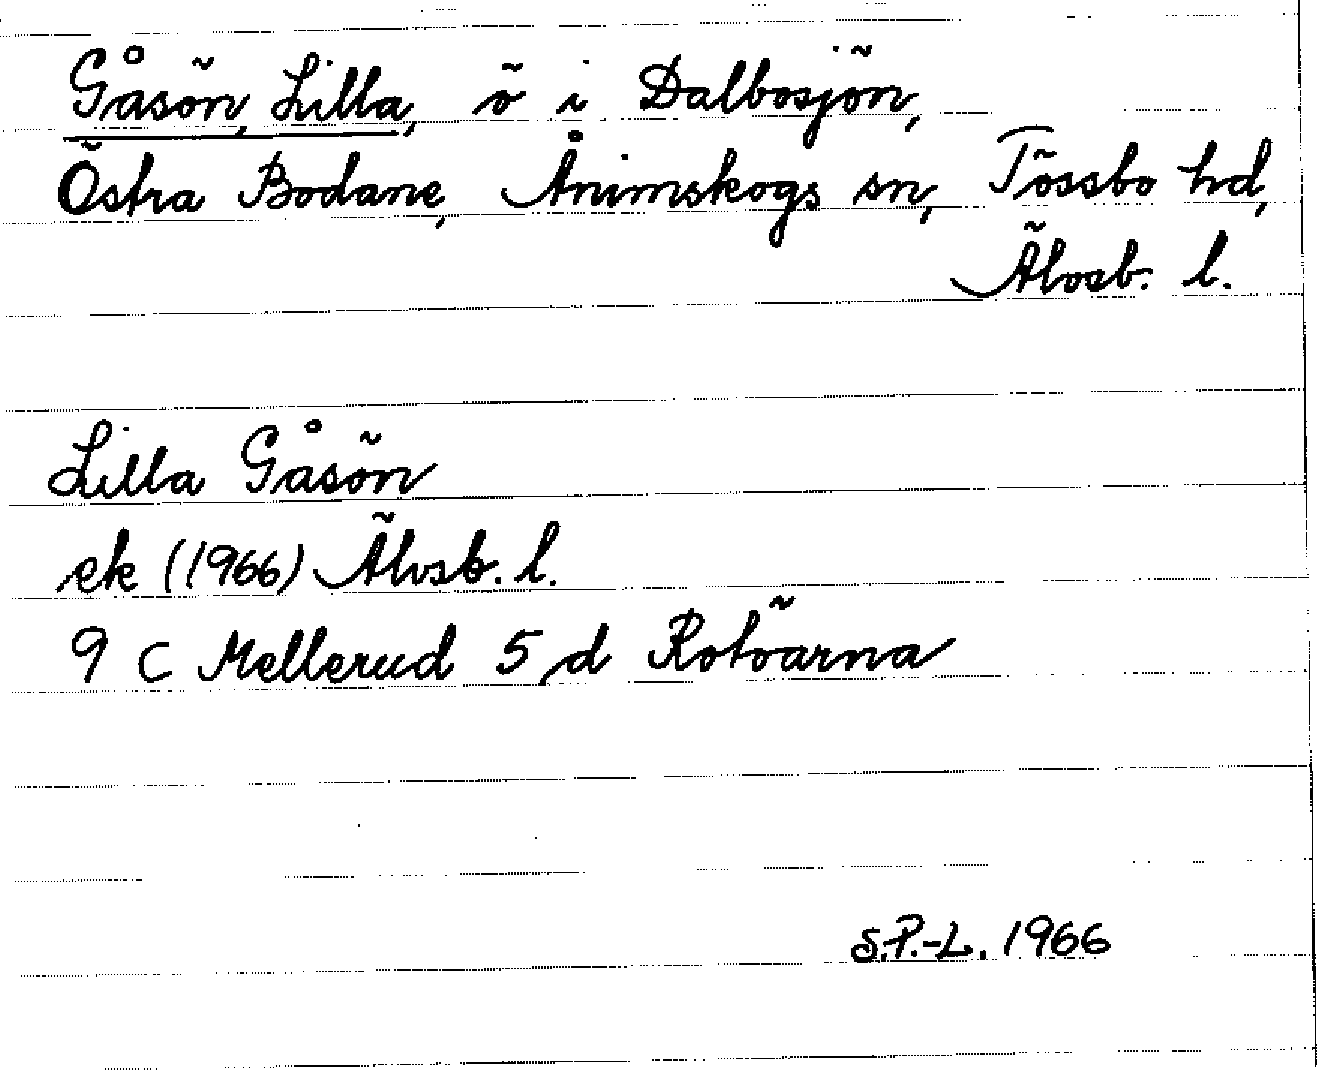 Gåsön, Lilla, ö i Dalbosjön,
Östra Bodane, Ånimskogs sn, Tössbo hd,
Älvsb. l.
Lilla Gåsön
ek (1966) Älvsb. l.
9 C Mellerud 5 d Rotvärna
S.P.-L. 1966